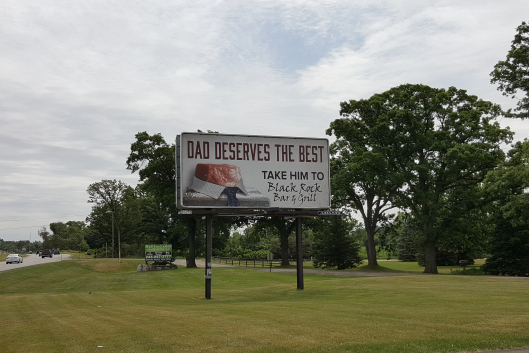 DAD DESERVES THE BEST
TAKE HIM TO
Black Rock
Bar & Grill